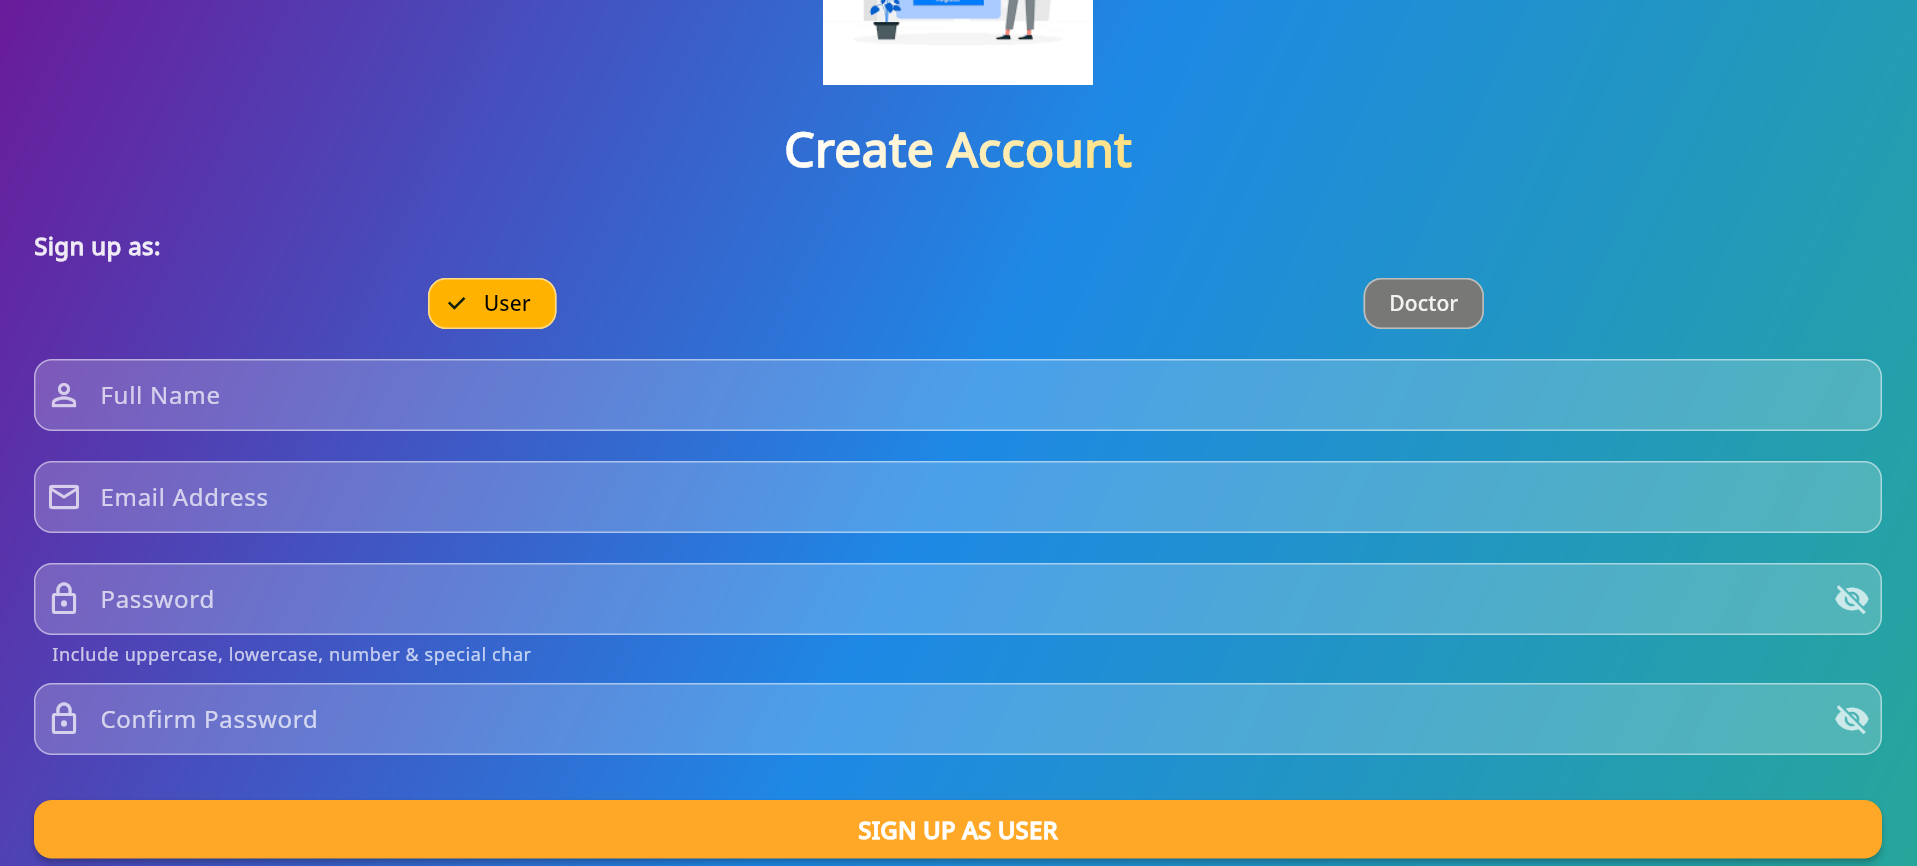 Create Account
Sign up as:
User
Doctor
Full Name
Email Address
Password
Include uppercase, lowercase, number & special char
Confirm Password
SIGN UP AS USER